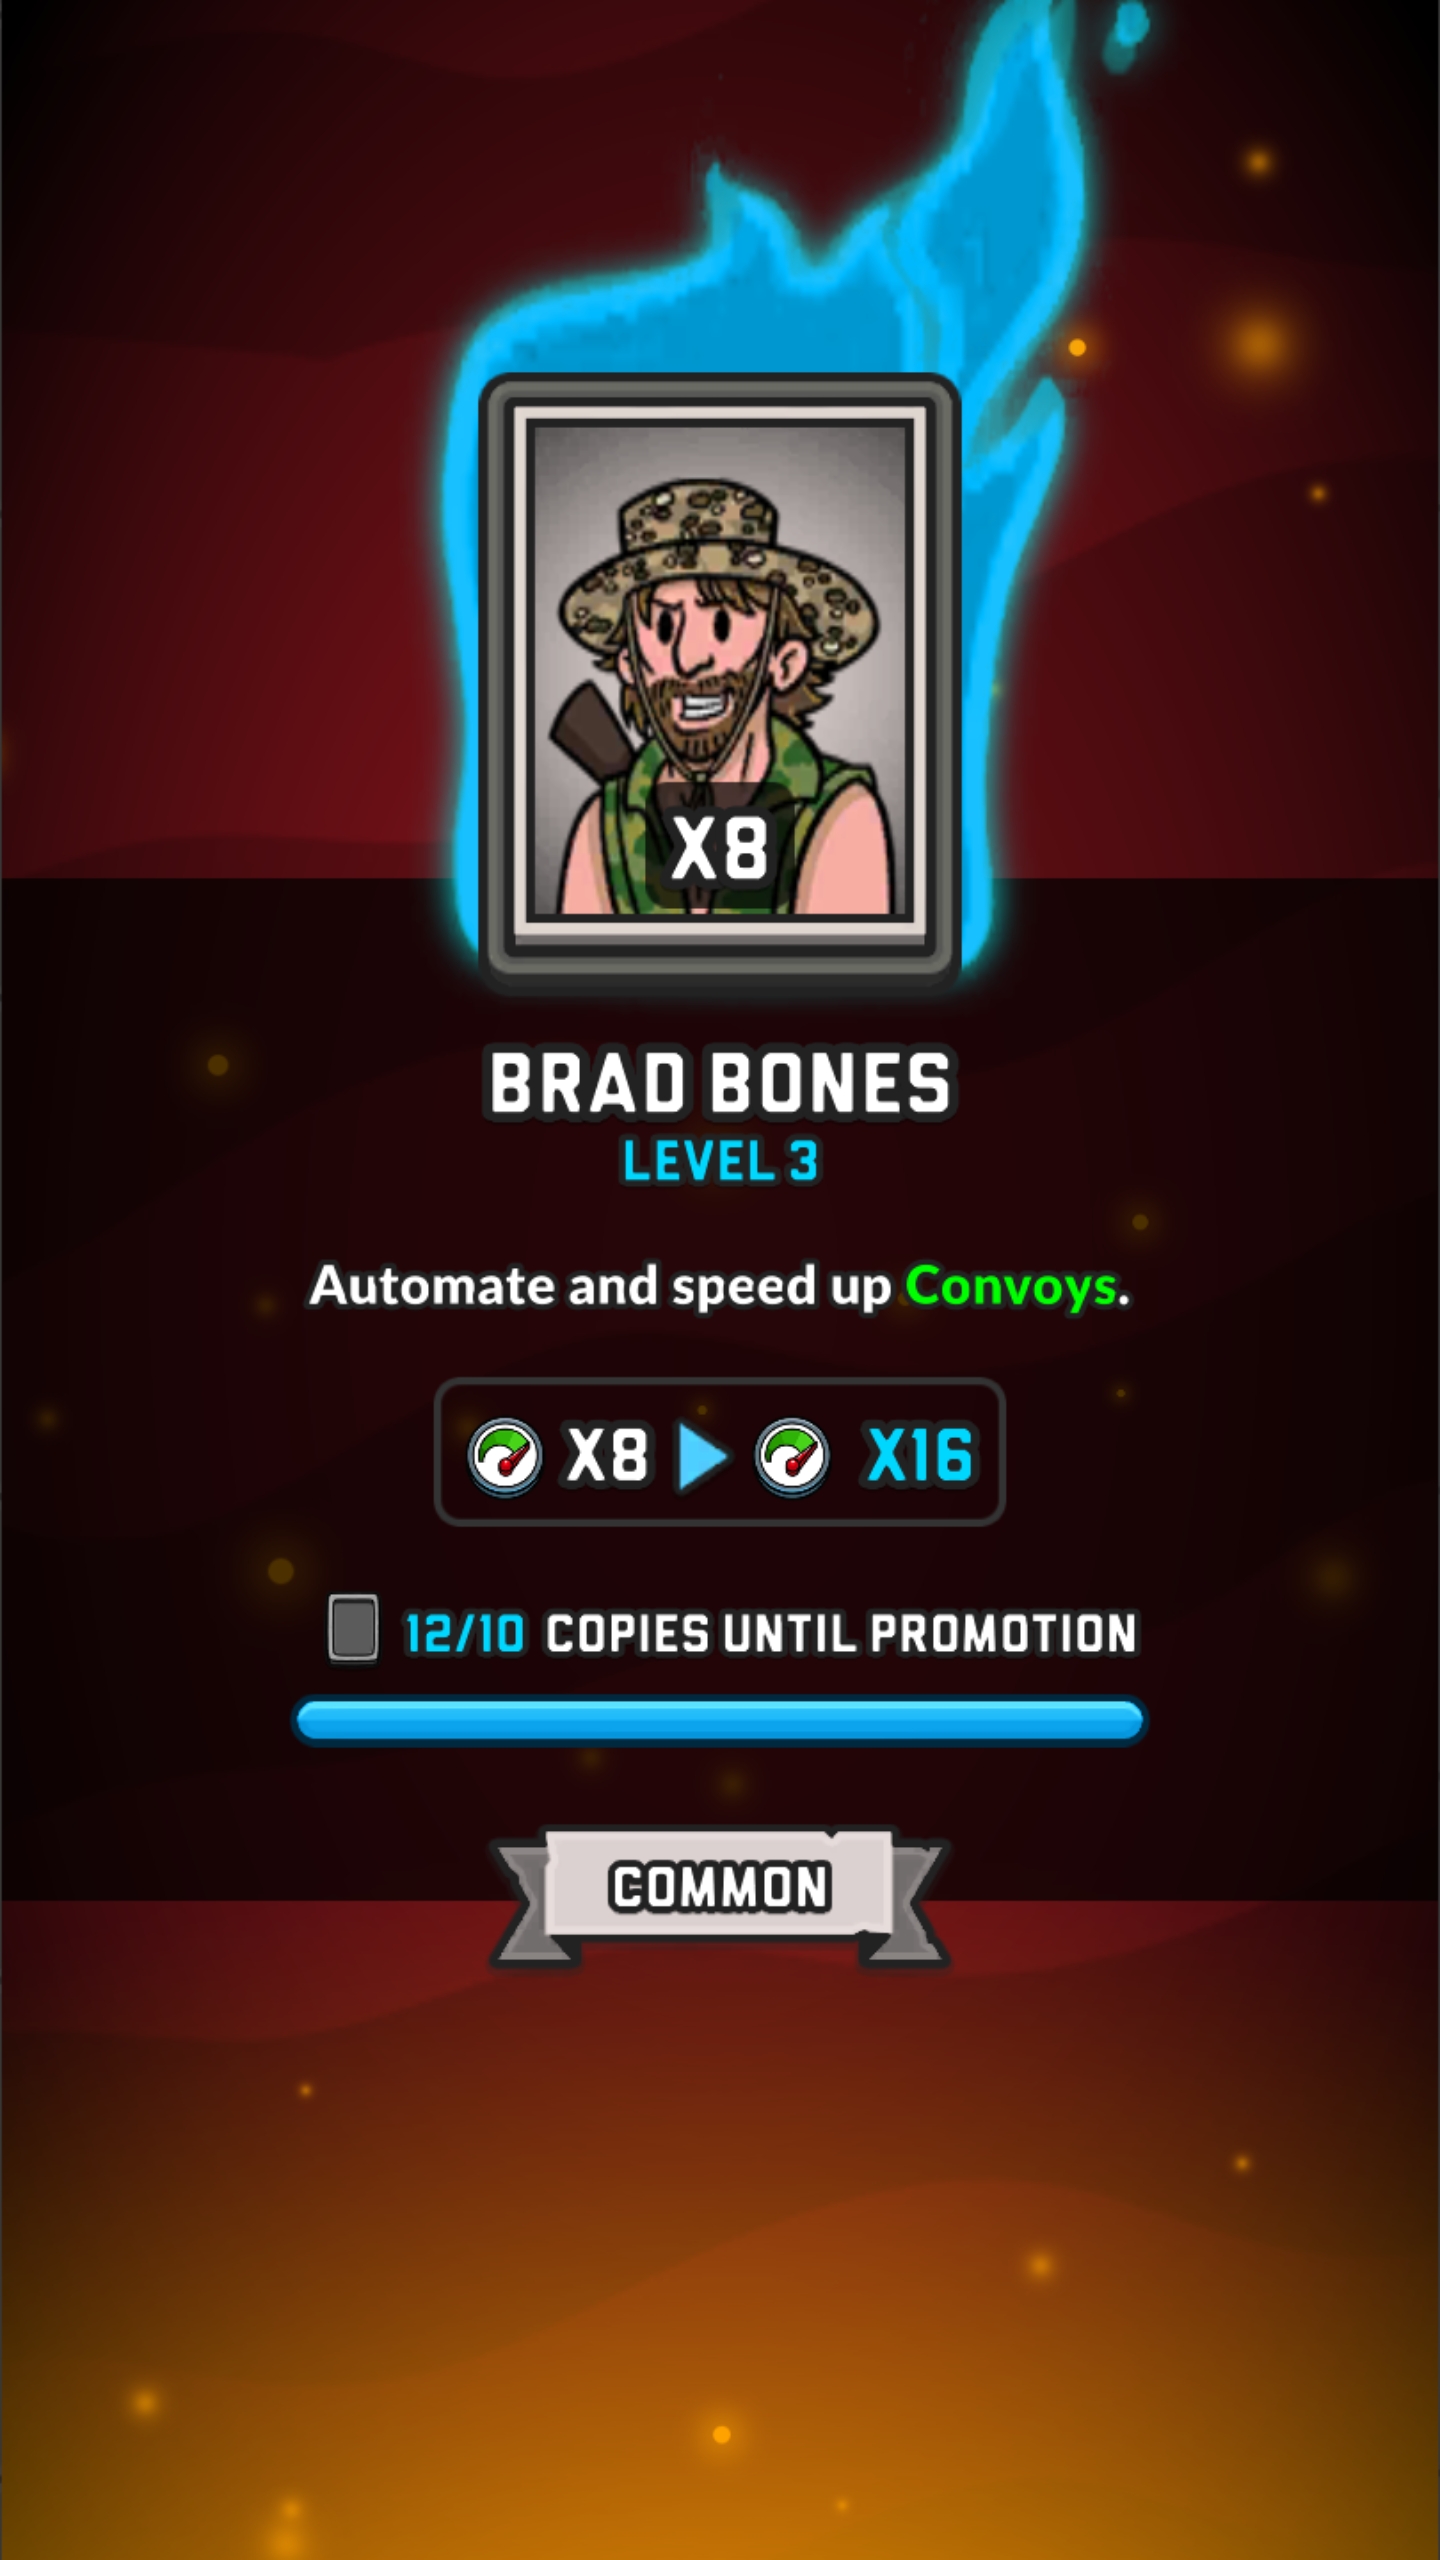 X8
BRAD BONES
LEVEL 3
Automate and speed up Convoys.
X8 X16
12/10 COPIES UNTIL PROMOTION
COMMON